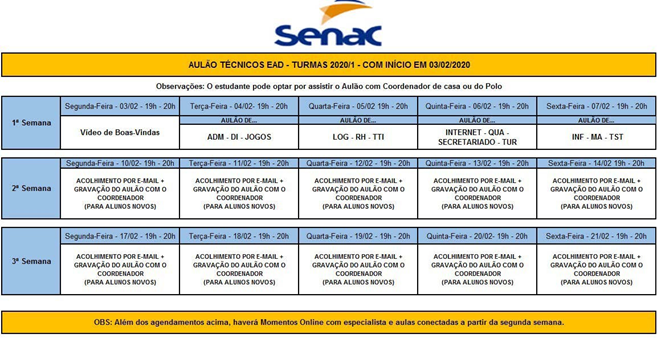 Senac
AULÃO TÉCNICOS EAD - TURMAS 2020/1 - COM INÍCIO EM 03/02/2020
Observações: O estudante pode optar por assistir o Aulão com Coordenador de casa ou do Polo
1ª Semana
Segunda-Feira - 03/02 - 19h - 20h
Terça-Feira - 04/02- 19h - 20h
Quarta-Feira - 05/02 19h - 20h
Quinta-Feira - 06/02 - 19h - 20h
Sexta-Feira - 07/02 - 19h - 20h
AULÃO DE...
AULÃO DE...
AULÃO DE...
AULÃO DE...
Vídeo de Boas-Vindas
ADM - DI - JOGOS
LOG - RH - TTI
INTERNET - QUA -
SECRETARIADO - TUR
INF - MA - TST
2ª Semana
Segunda-Feira - 10/02- 19h - 20h
Terça-Feira - 11/02 - 19h - 20h
Quarta-Feira - 12/02 - 19h - 20h
Quinta-Feira - 13/02 - 19h - 20h
Sexta-Feira - 14/02 19h - 20h
ACOLHIMENTO POR E-MAIL +
GRAVAÇÃO DO AULÃO COM O
COORDENADOR
(PARA ALUNOS NOVOS)
ACOLHIMENTO POR E-MAIL +
GRAVAÇÃO DO AULÃO COM O
COORDENADOR
(PARA ALUNOS NOVOS)
ACOLHIMENTO POR E-MAIL +
GRAVAÇÃO DO AULÃO COM O
COORDENADOR
(PARA ALUNOS NOVOS)
ACOLHIMENTO POR E-MAIL +
GRAVAÇÃO DO AULÃO COM O
COORDENADOR
(PARA ALUNOS NOVOS)
ACOLHIMENTO POR E-MAIL +
GRAVAÇÃO DO AULÃO COM O
COORDENADOR
(PARA ALUNOS NOVOS)
3ª Semana
Segunda-Feira - 17/02 - 19h - 20h
Terça-Feira - 18/02 - 19h - 20h
Quarta-Feira - 19/02 - 19h - 20h
Quinta-Feira - 20/02- 19h - 20h
Sexta-Feira - 21/02 - 19h - 20h
ACOLHIMENTO POR E-MAIL +
GRAVAÇÃO DO AULÃO COM O
COORDENADOR
(PARA ALUNOS NOVOS)
ACOLHIMENTO POR E-MAIL +
GRAVAÇÃO DO AULÃO COM O
COORDENADOR
(PARA ALUNOS NOVOS)
ACOLHIMENTO POR E-MAIL +
GRAVAÇÃO DO AULÃO COM O
COORDENADOR
(PARA ALUNOS NOVOS)
ACOLHIMENTO POR E-MAIL +
GRAVAÇÃO DO AULÃO COM O
COORDENADOR
(PARA ALUNOS NOVOS)
ACOLHIMENTO POR E-MAIL +
GRAVAÇÃO DO AULÃO COM O
COORDENADOR
(PARA ALUNOS NOVOS)
OBS: Além dos agendamentos acima, haverá Momentos Online com especialista e aulas conectadas a partir da segunda semana.